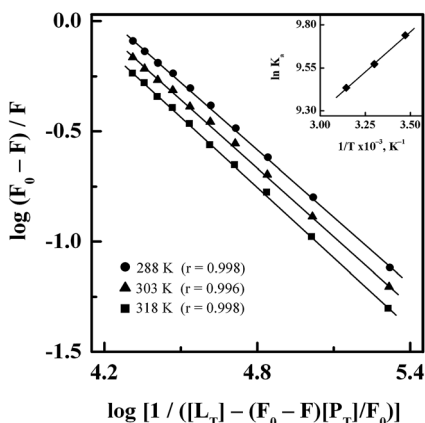 0.0
-0.5
-1.0
-1.5
log (F₀ – F) / F
4.2
4.8
5.4
log [1 / ([L_T] – (F₀ – F)[P_T]/F₀)]
288 K (r = 0.998)
303 K (r = 0.996)
318 K (r = 0.998)
9.80
9.55
9.30
ln Kₐ
3.00
3.25
3.50
1/T x10⁻³, K⁻¹